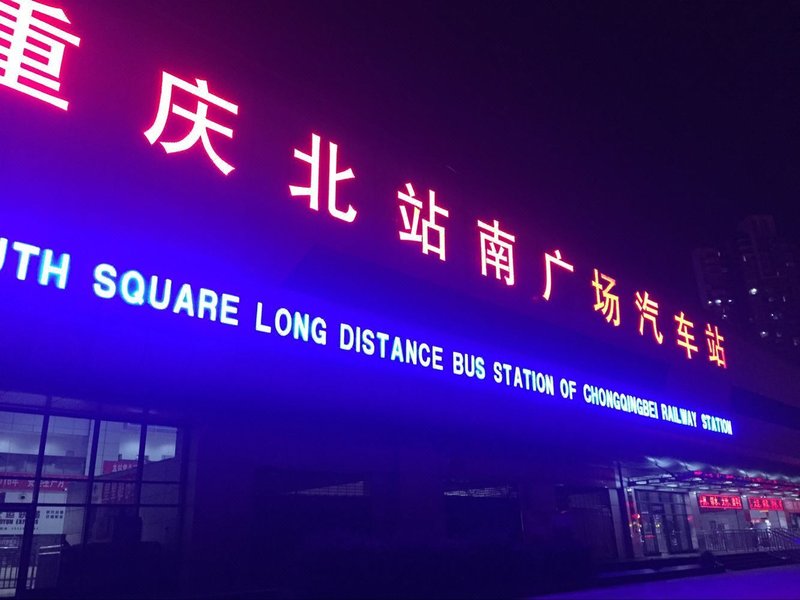 重庆北站南广场汽车站
UTH SQUARE LONG DISTANCE BUS STATION OF CHONGQINGBEI RAILWAY STATION